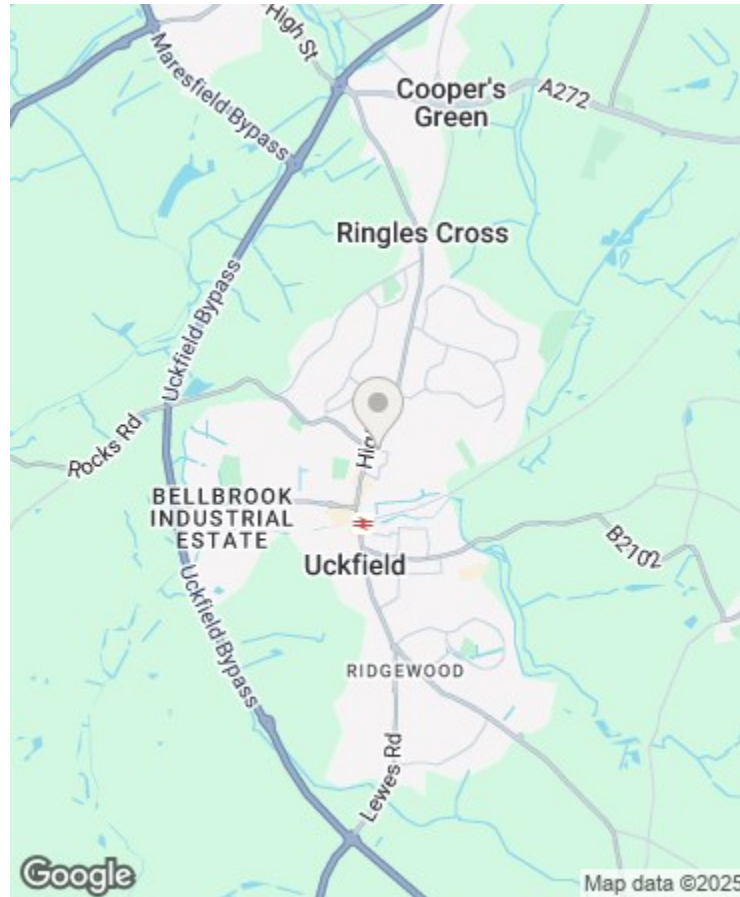 High St
Maresfield Bypass
Cooper's
Green
A272
Ringles Cross
Uckfield Bypass
Rocks Rd
BELLBROOK
INDUSTRIAL
ESTATE
Uckfield
B2102
Uckfield Bypass
RIDGEWOOD
Lewes Rd
Google
Map data ©2025